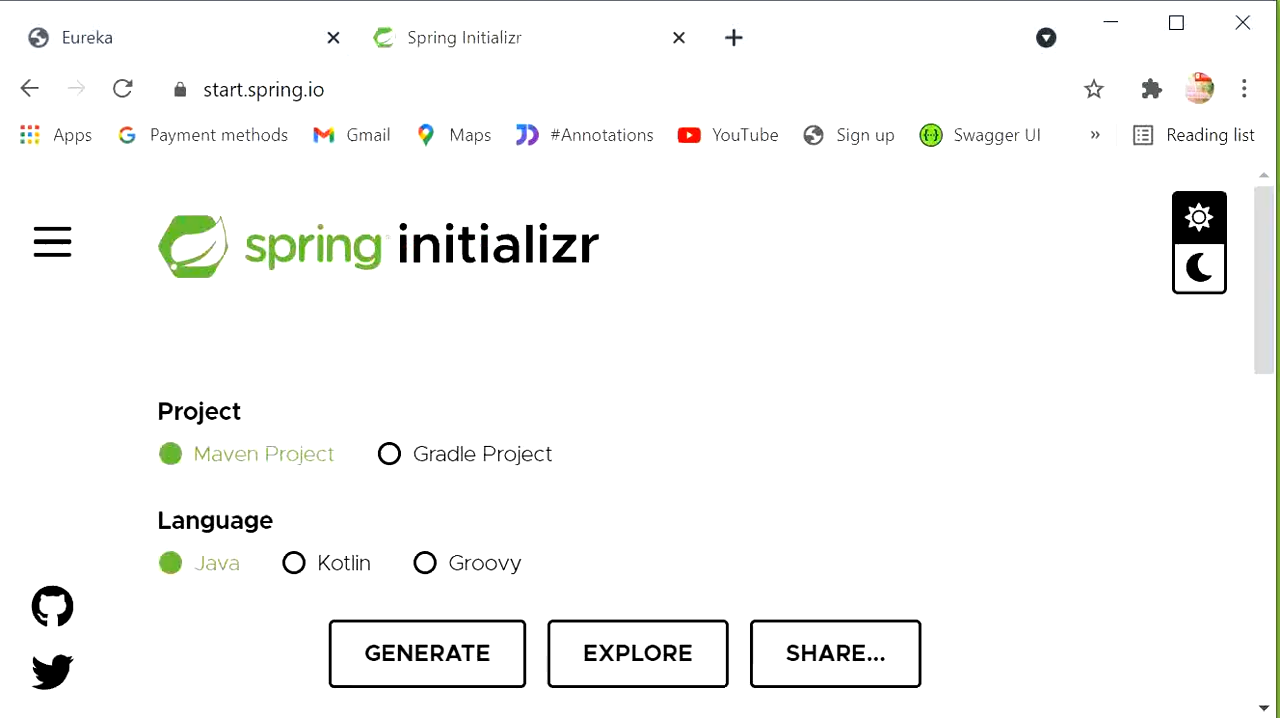 Eureka Spring Initializr
start.spring.io
Apps Payment methods Gmail Maps #Annotations YouTube Sign up Swagger UI » Reading list
spring initializr
Project
Maven Project Gradle Project
Language
Java Kotlin Groovy
GENERATE EXPLORE SHARE...